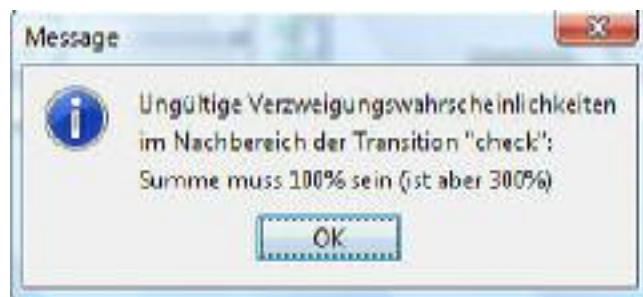 Message
Ungültige Verzweigungswahrscheinlichkeiten
im Nachbereich der Transition "check":
Summe muss 100% sein (ist aber 300%)
OK